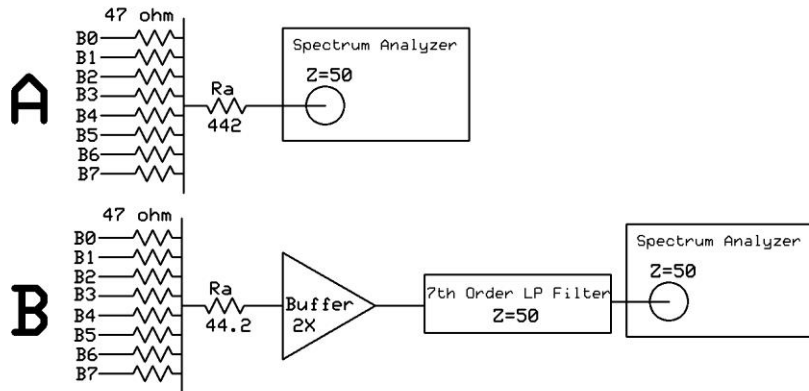 47 ohm
B0
B1
B2
B3
B4
B5
B6
B7
A
Ra
442
Spectrum Analyzer
Z=50
47 ohm
B0
B1
B2
B3
B4
B5
B6
B7
B
Ra
44.2
Buffer
2X
7th Order LP Filter
Z=50
Spectrum Analyzer
Z=50